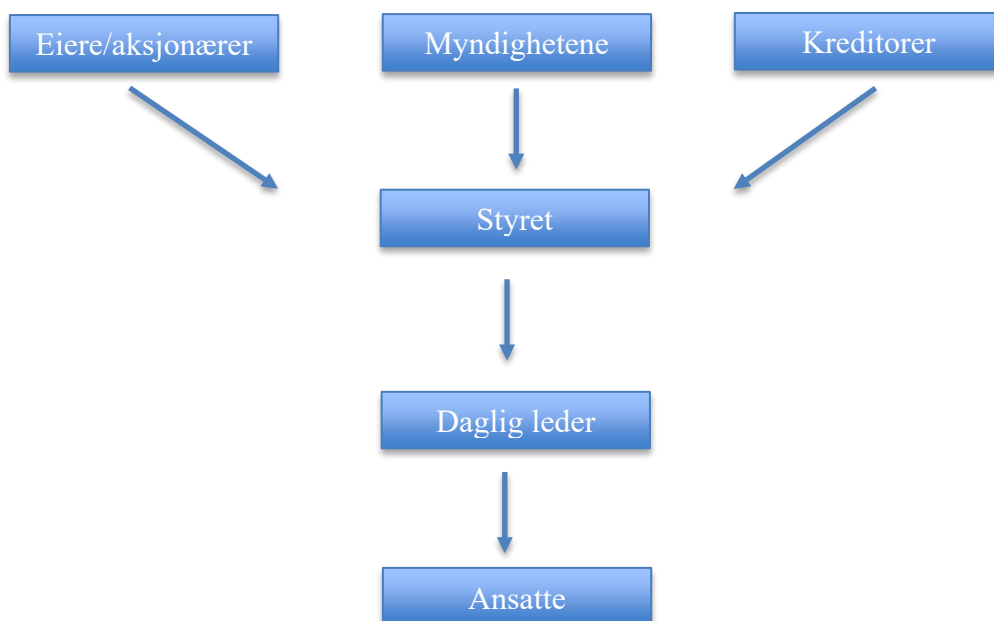 Eiere/aksjonærer
Myndighetene
Kreditorer
Styret
Daglig leder
Ansatte